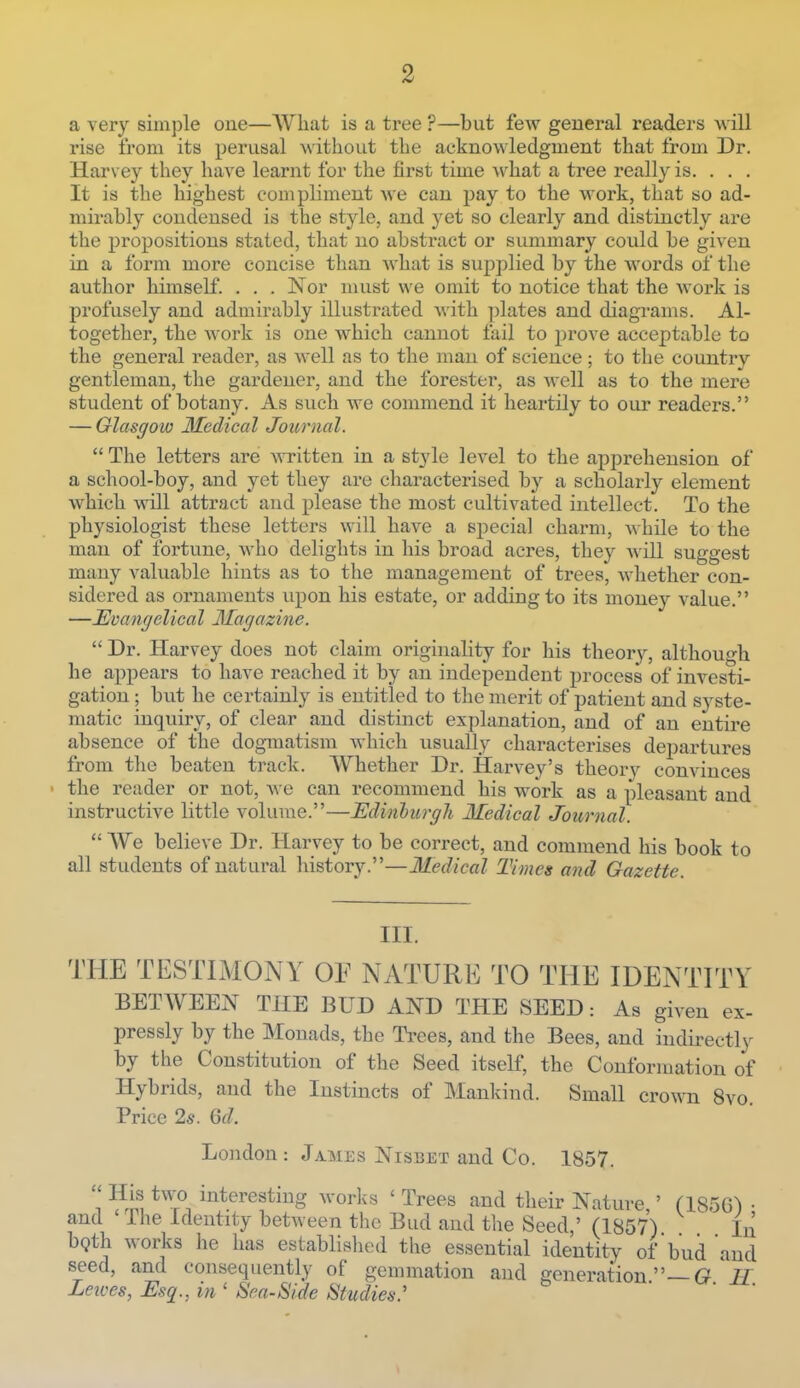 2
a very simple one—What is a tree?—but few general readers will
rise from its perusal without the acknowledgment that from Dr.
Harvey they have learnt for the first time what a tree really is. . . .
It is the highest compliment we can pay to the work, that so ad-
mirably condensed is the style, and yet so clearly and distinctly are
the propositions stated, that no abstract or summary could be given
in a form more concise than what is supplied by the words of the
author himself. . . . Nor must we omit to notice that the work is
profusely and admirably illustrated with plates and diagrams. Al-
together, the work is one which cannot fail to prove acceptable to
the general reader, as well as to the man of science; to the country
gentleman, the gardener, and the forester, as well as to the mere
student of botany. As such we commend it heartily to our readers.”
—Glasgow Medical Journal.
“The letters are written in a style level to the apprehension of
a school-boy, and yet they are characterised by a scholarly element
which will attract and please the most cultivated intellect. To the
physiologist these letters will have a special charm, while to the
man of fortune, who delights in his broad acres, they will suggest
many valuable hints as to the management of trees, whether con-
sidered as ornaments upon his estate, or adding to its money value.”
—Evangelical Magazine.
“Dr. Harvey does not claim originality for his theory, although
he appears to have reached it by an independent process of investi-
gation; but he certainly is entitled to the merit of patient and syste-
matic inquiry, of clear and distinct explanation, and of an entire
absence of the dogmatism which usually characterises departures
from the beaten track. Whether Dr. Harvey’s theory convinces
the reader or not, we can recommend his work as a pleasant and
instructive little volume.”—Edinburgh Medical Journal.
“We believe Dr. Harvey to be correct, and commend his book to
all students of natural history.”—Medical Times and Gazette.
III.
THE TESTIMONY OF NATURE TO THE IDENTITY
BETWEEN THE BUD AND THE SEED: As given ex-
pressly by the Monads, the Trees, and the Bees, and indirectly
by the Constitution of the Seed itself, the Conformation of
Hybrids, and the Instincts of Mankind. Small crown 8vo.
Price 2s. 6d.
London: James Nisbet and Co. 1857.
“His two interesting works ‘Trees and their Nature,’ (1856);
and ‘The Identity between the Bud and the Seed,’ (1857). . . . In
both works he has established the essential identity of bud and
seed, and consequently of gemmation and generation.”—G. H.
Lewes, Esq., in ‘Sea-Side Studies.’